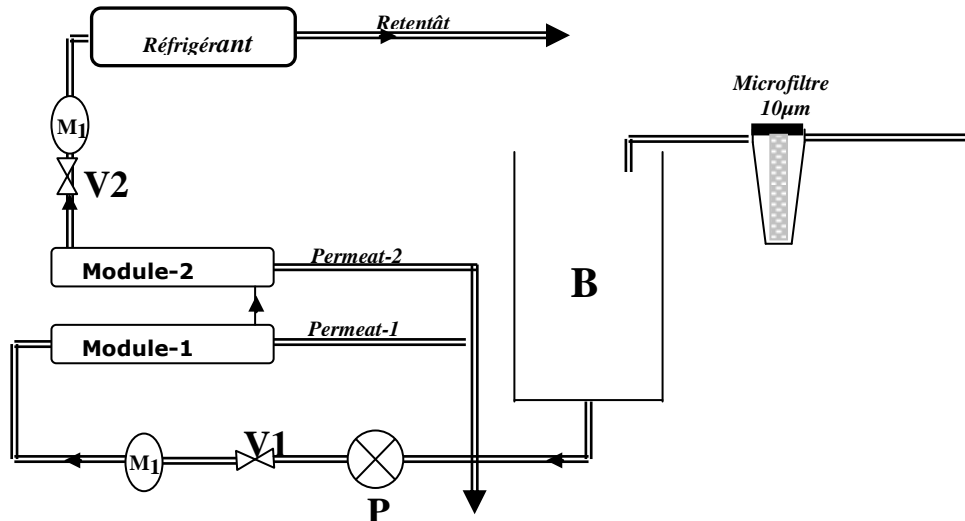 Retentât
Réfrigérant
Microfiltre
10µm
M1
V2
Permeat-2
Module-2
B
Permeat-1
Module-1
V1
M1
P